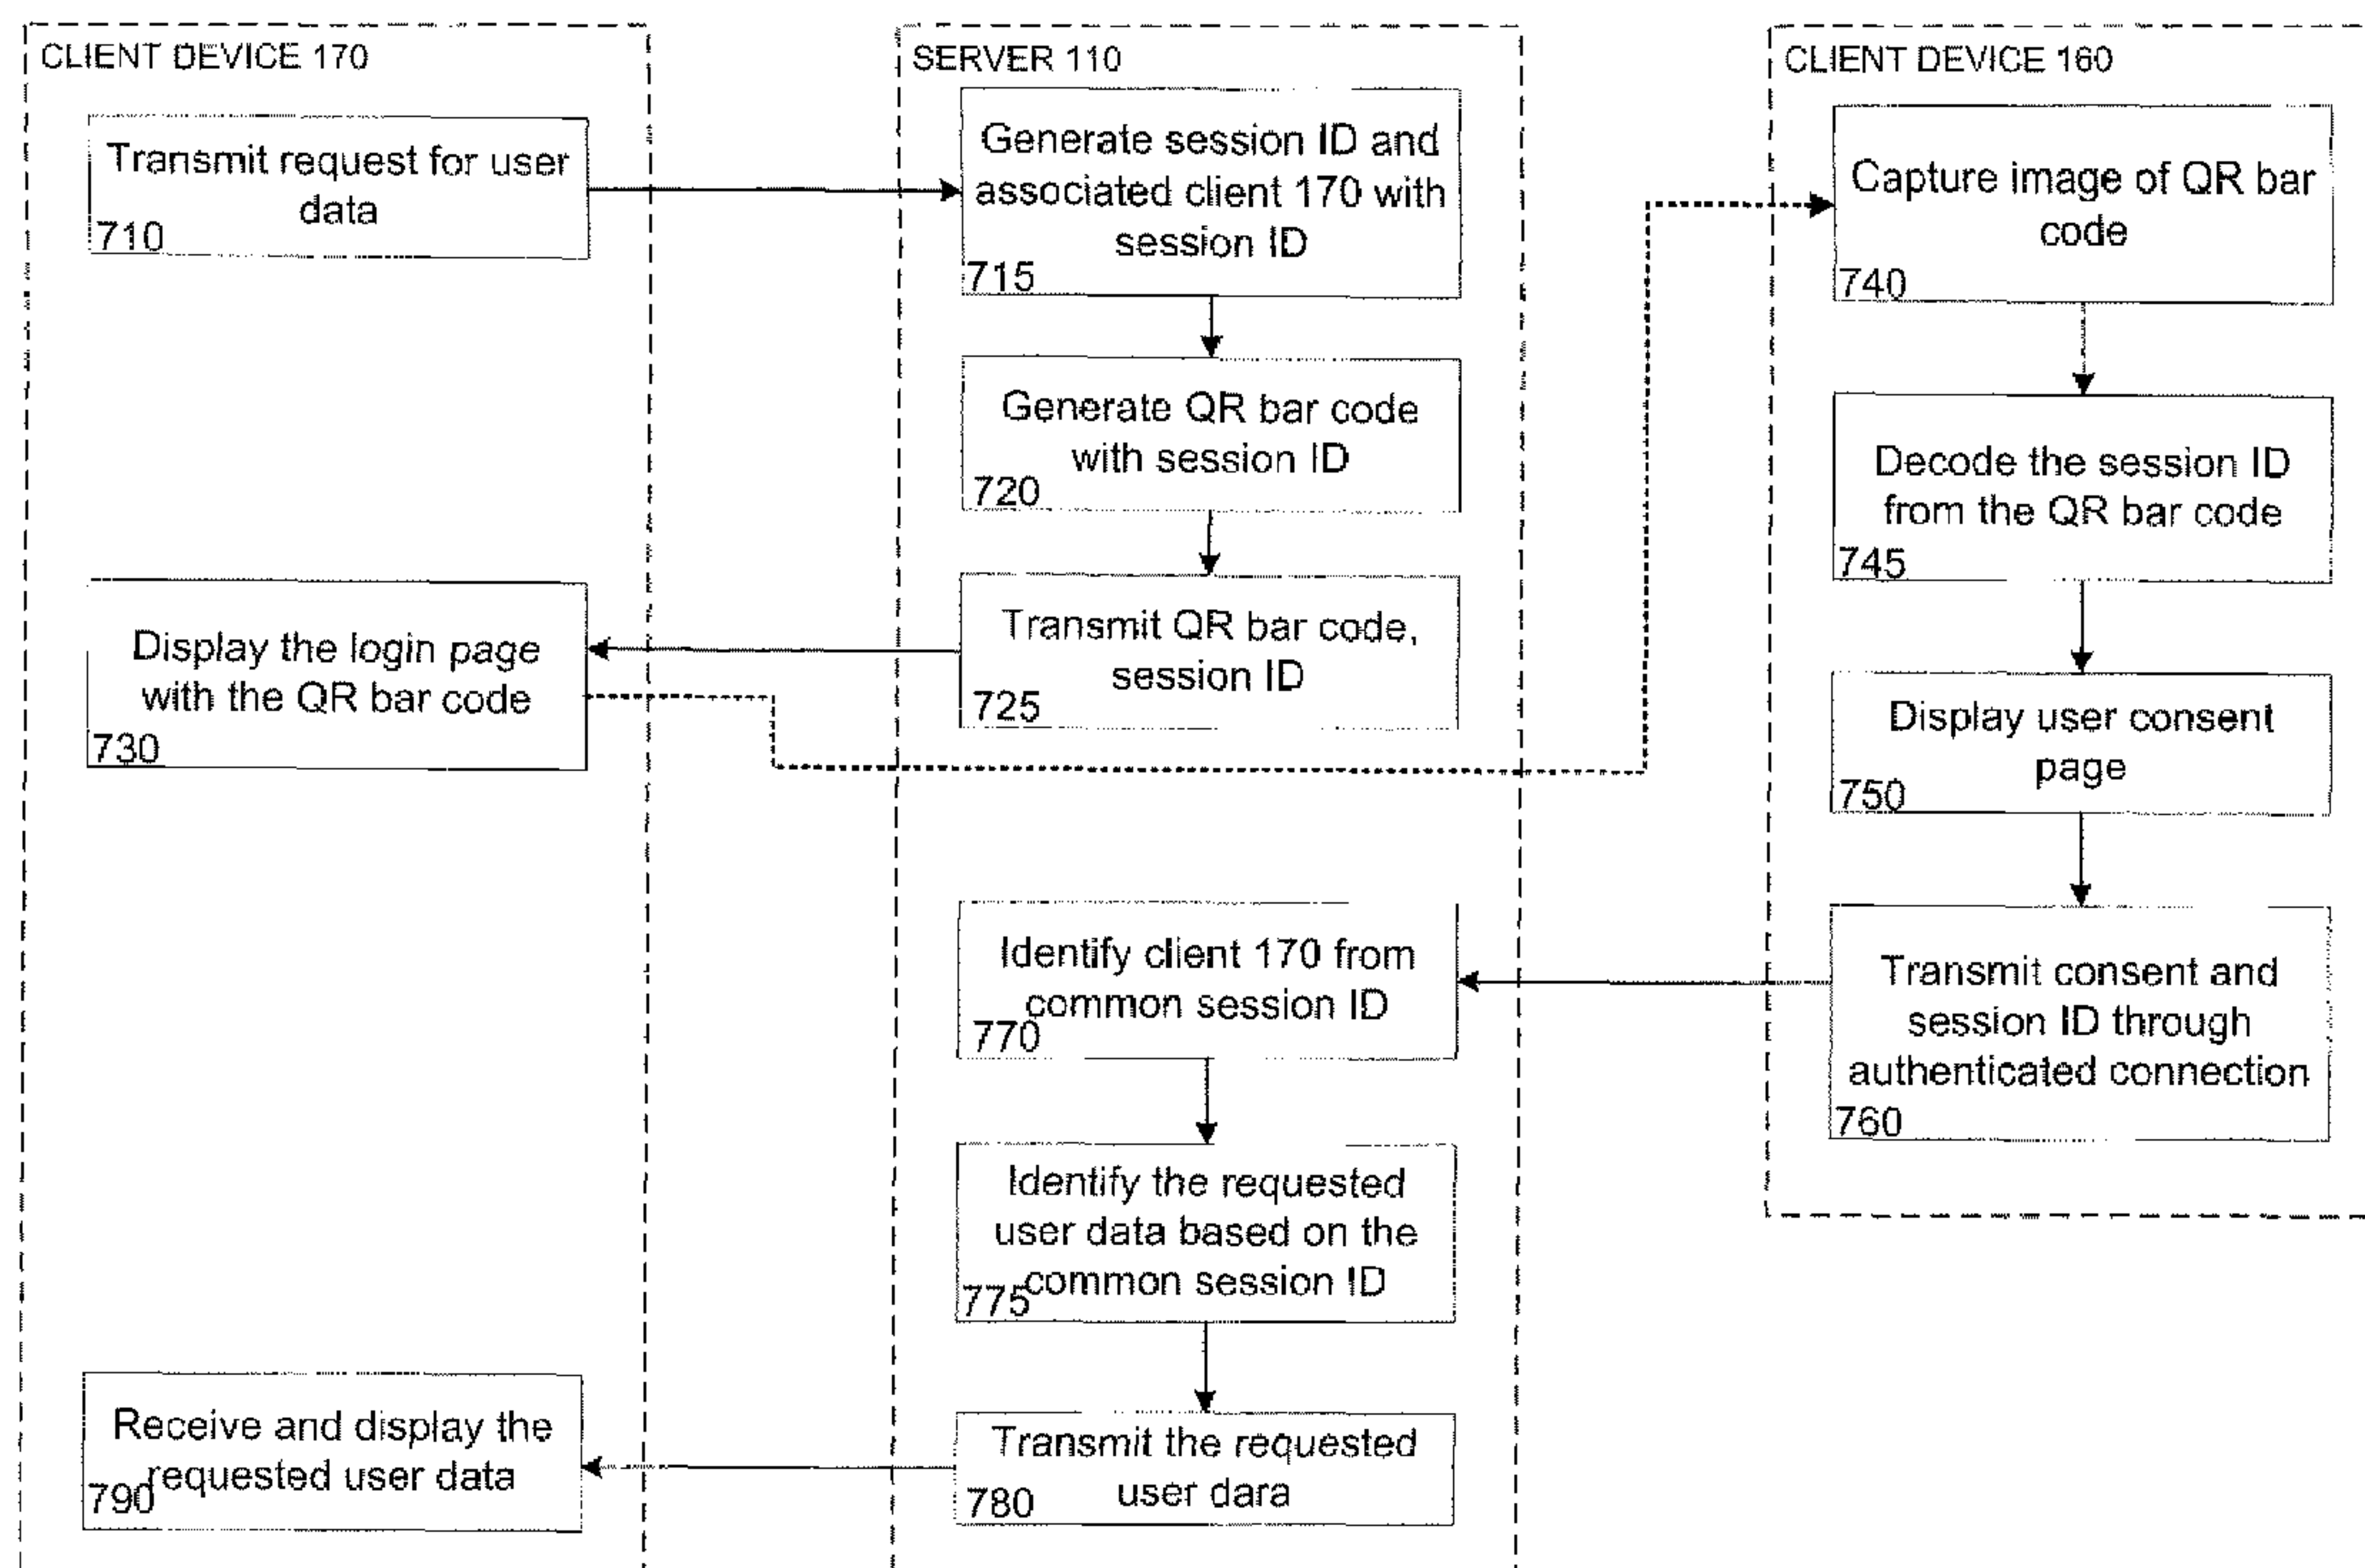 CLIENT DEVICE 170
Transmit request for user
data
710
Display the login page
with the QR bar code
730
Receive and display the
requested user data
790
SERVER 110
Generate session ID and
associated client 170 with
session ID
715
Generate QR bar code
with session ID
720
Transmit QR bar code,
session ID
725
Identify client 170 from
common session ID
770
Identify the requested
user data based on the
common session ID
775
Transmit the requested
user dara
780
CLIENT DEVICE 160
Capture image of QR bar
code
740
Decode the session ID
from the QR bar code
745
Display user consent
page
750
Transmit consent and
session ID through
authenticated connection
760